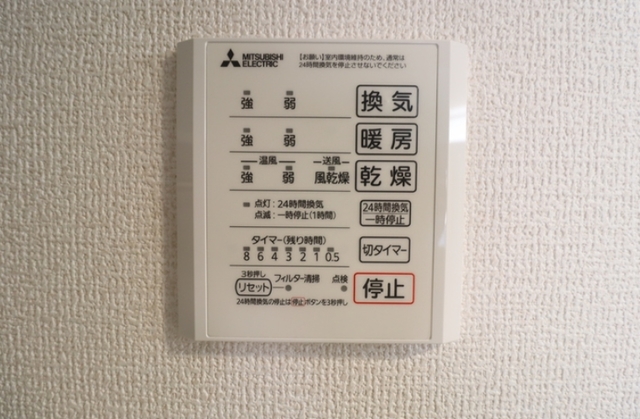 MITSUBISHI
ELECTRIC
【お願い】室内環境維持のため、通常は
24時間換気を停止させないでください
強 弱 換気
強 弱 暖房
温風 送風
強 弱 風乾燥 乾燥
点灯:24時間換気
点滅:一時停止(1時間)
24時間換気
一時停止
タイマー(残り時間)
8 6 4 3 2 1 0.5
切タイマー
3秒押し
リセット フィルター清掃 点検
停止
24時間換気の停止は停止ボタンを3秒押し